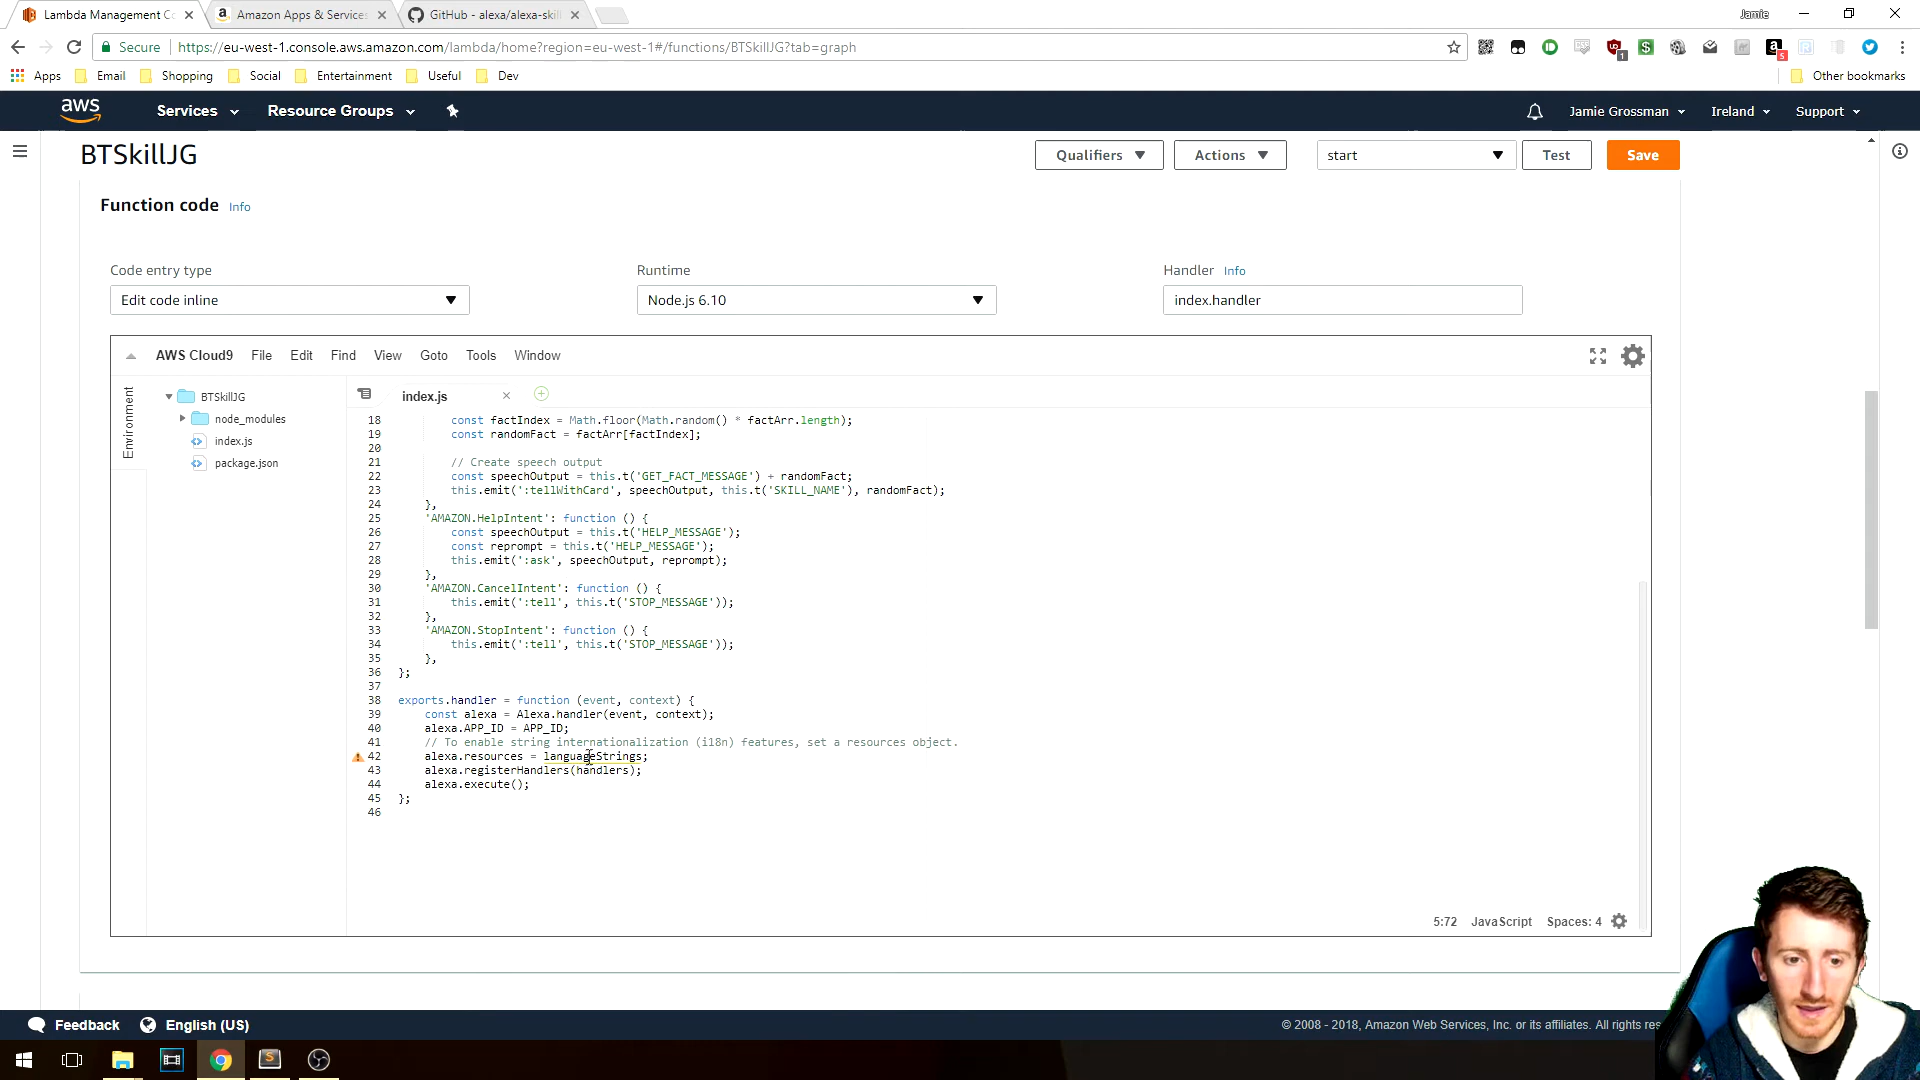 Lambda Management Co
Amazon Apps & Services
GitHub - alexa/alexa-skil
Jamie
Secure
https://eu-west-1.console.aws.amazon.com/lambda/home?region=eu-west-1#/functions/BTSkillJG?tab=graph
1
5
Apps
Email
Shopping
Social
Entertainment
Useful
Dev
Other bookmarks
aws
Services
Resource Groups
Jamie Grossman
Ireland
Support
BTSkillJG
Qualifiers
Actions
start
Test
Save
Function code
Info
Code entry type
Runtime
Handler
Info
Edit code inline
Node.js 6.10
index.handler
AWS Cloud9
File
Edit
Find
View
Goto
Tools
Window
Environment
BTSkillJG
node_modules
index.js
package.json
index.js
18 const factIndex = Math.floor(Math.random() * factArr.length);
19 const randomFact = factArr[factIndex];
20
21 // Create speech output
22 const speechOutput = this.t('GET_FACT_MESSAGE') + randomFact;
23 this.emit(':tellWithCard', speechOutput, this.t('SKILL_NAME'), randomFact);
24 },
25 'AMAZON.HelpIntent': function () {
26 const speechOutput = this.t('HELP_MESSAGE');
27 const reprompt = this.t('HELP_MESSAGE');
28 this.emit(':ask', speechOutput, reprompt);
29 },
30 'AMAZON.CancelIntent': function () {
31 this.emit(':tell', this.t('STOP_MESSAGE'));
32 },
33 'AMAZON.StopIntent': function () {
34 this.emit(':tell', this.t('STOP_MESSAGE'));
35 },
36 };
37
38 exports.handler = function (event, context) {
39 const alexa = Alexa.handler(event, context);
40 alexa.APP_ID = APP_ID;
41 // To enable string internationalization (i18n) features, set a resources object.
42 alexa.resources = languageStrings;
43 alexa.registerHandlers(handlers);
44 alexa.execute();
45 };
46
5:72
JavaScript
Spaces: 4
Feedback
English (US)
© 2008 - 2018, Amazon Web Services, Inc. or its affiliates. All rights res